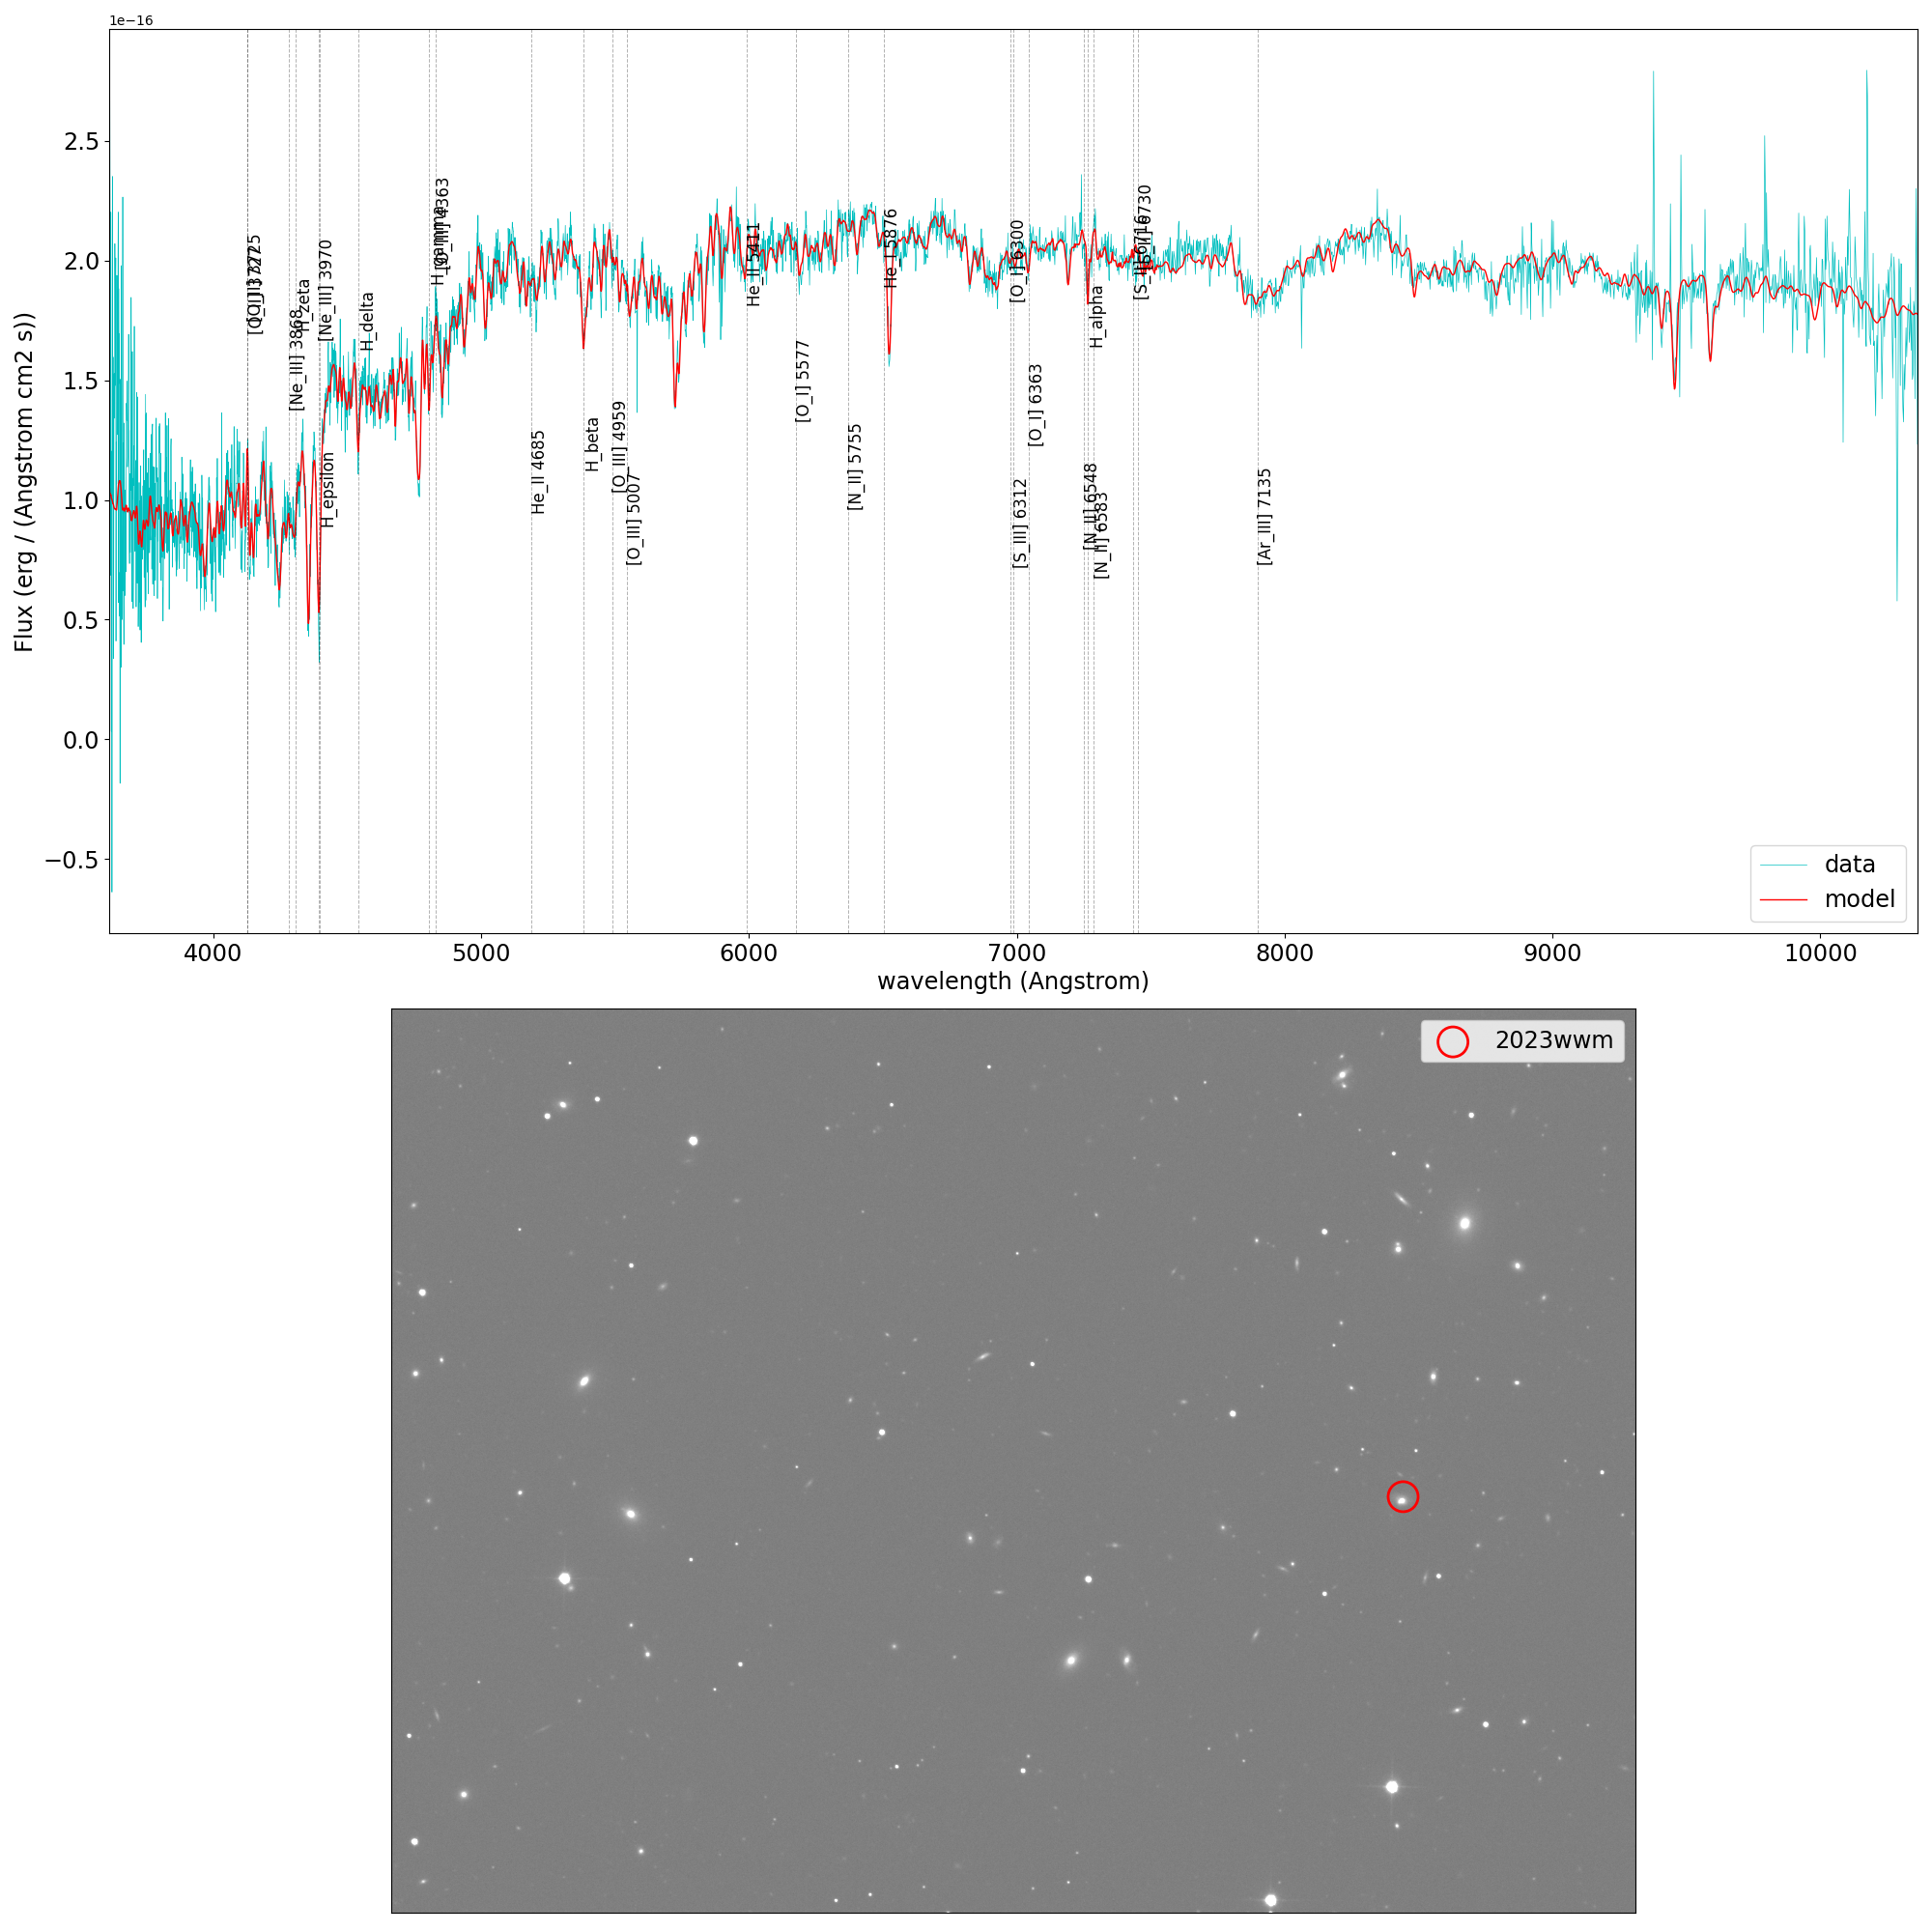 1e−16
Flux (erg / (Angstrom cm2 s))
2.5
2.0
1.5
1.0
0.5
0.0
−0.5
[Ne_III] 3868
H_zeta
[Ne_III] 3970
H_epsilon
H_delta
H_gamma
He_II 4685
H_beta
[O_III] 4959
[O_III] 5007
He_II 5411
[O_I] 5577
[N_II] 5755
He_I 5876
[O_I] 6300
[S_III] 6312
[O_I] 6363
[N_II] 6548
H_alpha
[N_II] 6583
[Ar_III] 7135
data
model
4000 5000 6000 7000 8000 9000 10000
wavelength (Angstrom)
2023wwm